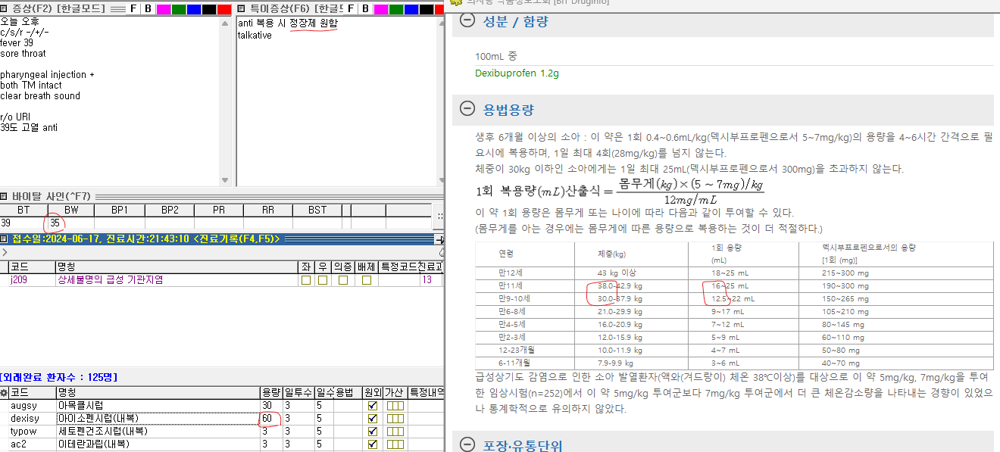 증상(F2) [한글모드] F B
오늘 오후
c/s/r -/+/-
fever 39
sore throat
pharyngeal injection +
both TM intact
clear breath sound
r/o URI
39도 고열 anti
특이증상(F6) [한글모드 F B
anti 복용 시 정장제 원함
talkative
바이탈 사인(^F7)
BT BW BP1 BP2 PR RR BST
39 35
접수일:2024-06-17, 진료시간:21:43:10 <진료기록(F4,F5)>
코드 명칭 좌 우 의증 배제 특정코드 진료과
j209 상세불명의 급성 기관지염 13
[외래완료 환자수 : 125명]
코드 명칭 용량 일투수 일수 용법 원외 가산 특정내역
augsy 아목클시럽 30 3 5
dexisy 아이소펜시럽(내복) 60 3 5
typow 세토펜건조시럽(내복) 3 3 5
ac2 이테란과립(내복) 3 3 5
의사랑 약품정보조회 [BIT Druginfo]
성분 / 함량
100mL 중
Dexibuprofen 1.2g
용법용량
생후 6개월 이상의 소아 : 이 약은 1회 0.4~0.6mL/kg(덱시부프로펜으로서 5~7mg/kg)의 용량을 4~6시간 간격으로 필
요시에 복용하며, 1일 최대 4회(28mg/kg)를 넘지 않는다.
체중이 30kg 이하인 소아에게는 1일 최대 25mL(덱시부프로펜으로서 300mg)을 초과하지 않는다.
1회 복용량(mL)산출식 = 몸무게(kg)×(5 ~ 7mg)/kg
12mg/mL
이 약 1회 용량은 몸무게 또는 나이에 따라 다음과 같이 투여할 수 있다.
(몸무게를 아는 경우에는 몸무게에 따른 용량으로 복용하는 것이 더 적절하다.)
연령 체중(kg) 1회 용량 덱시부프로펜으로서의 용량
(mL) [1회 (mg)]
만12세 43 kg 이상 18~25 mL 215~300 mg
만11세 38.0-42.9 kg 16~25 mL 190~300 mg
만9-10세 30.0-37.9 kg 12.5~22 mL 150~265 mg
만6-8세 21.0-29.9 kg 9~17 mL 105~210 mg
만4-5세 16.0-20.9 kg 7~12 mL 80~145 mg
만2-3세 12.0-15.9 kg 5~9 mL 60~110 mg
12-23개월 10.0-11.9 kg 4~7 mL 50~80 mg
6-11개월 7.9-9.9 kg 3~6 mL 40~70 mg
급성상기도 감염으로 인한 소아 발열환자(액와(겨드랑이) 체온 38℃이상)를 대상으로 이 약 5mg/kg, 7mg/kg을 투여
한 임상시험(n=252)에서 이 약 5mg/kg 투여군보다 7mg/kg 투여군에서 더 큰 체온감소량을 나타내는 경향이 있었으
나 통계학적으로 유의하지 않았다.
포장·유통단위